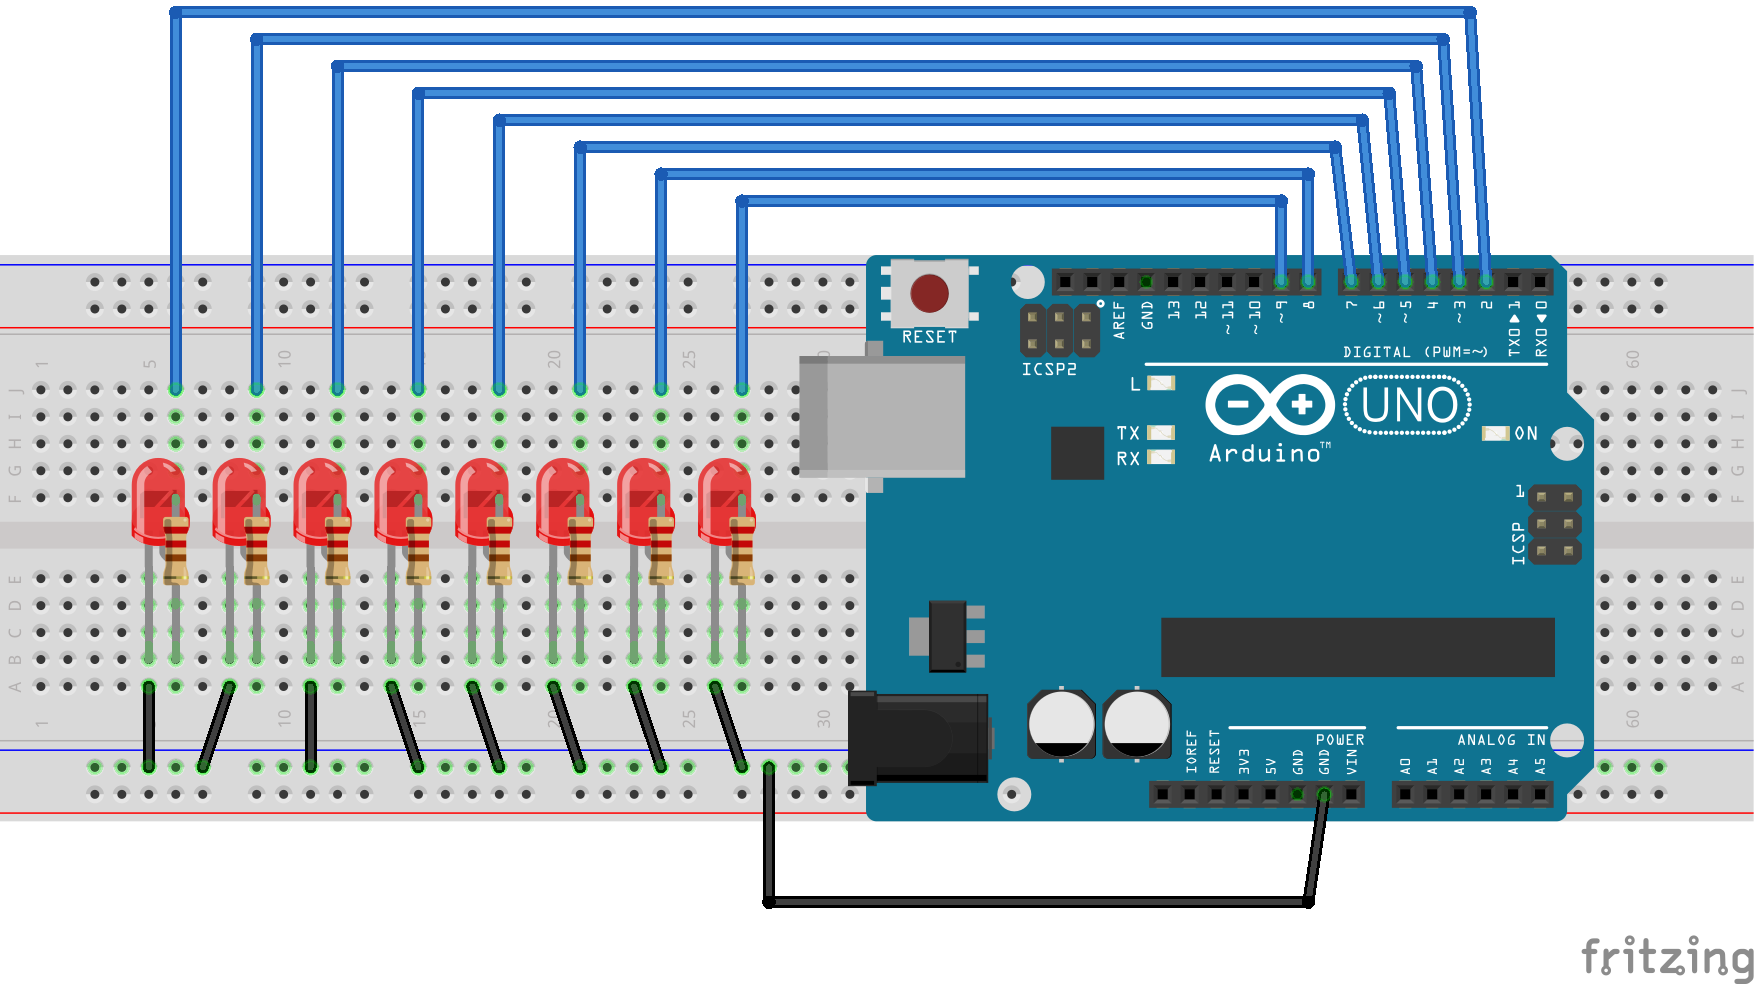 RESET
ICSP2
AREF
GND
13
12
~11
~10
~9
8
7
~6
~5
4
~3
2
TX0▶1
RX0◀0
DIGITAL (PWM=~)
L
TX
RX
UNO
Arduino™
ON
1
ICSP
1
5
10
20
25
60
J
I
H
G
F
J
I
H
G
F
E
D
C
B
A
E
D
C
B
A
1
10
15
20
25
30
60
IOREF
RESET
3V3
5V
GND
GND
VIN
POWER
ANALOG IN
A0
A1
A2
A3
A4
A5
fritzing